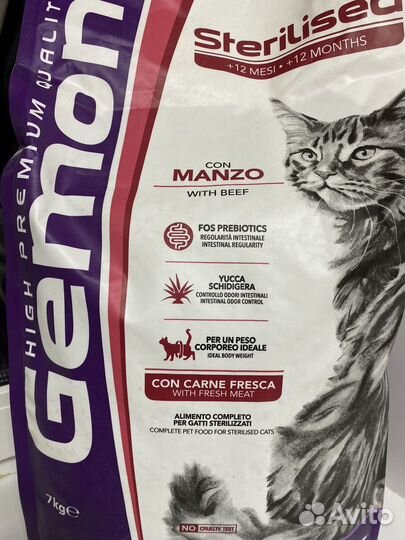 HIGH PREMIUM QUALITY
Gemon
Sterilised
+12 MESI • +12 MONTHS
CON
MANZO
WITH BEEF
FOS PREBIOTICS
REGOLARITÀ INTESTINALE
INTESTINAL REGULARITY
YUCCA
SCHIDIGERA
CONTROLLO ODORI INTESTINALI
INTESTINAL ODOR CONTROL
PER UN PESO
CORPOREO IDEALE
IDEAL BODY WEIGHT
CON CARNE FRESCA
WITH FRESH MEAT
ALIMENTO COMPLETO
PER GATTI STERILIZZATI
COMPLETE PET FOOD FOR STERILISED CATS
7kg℮
NO CRUELTY TEST
Avito